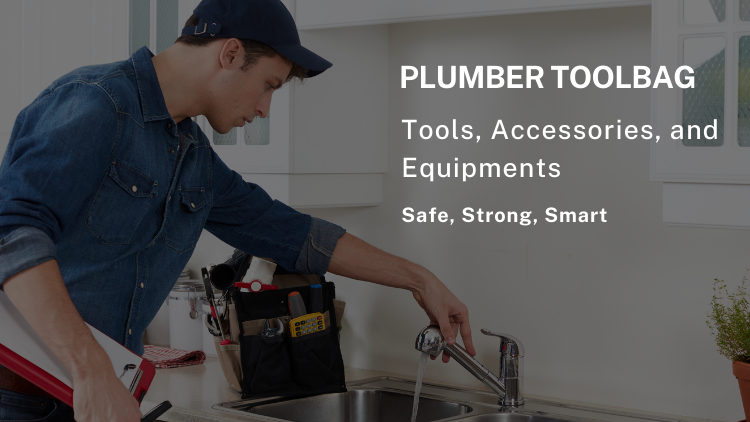 PLUMBER TOOLBAG
Tools, Accessories, and
Equipments
Safe, Strong, Smart